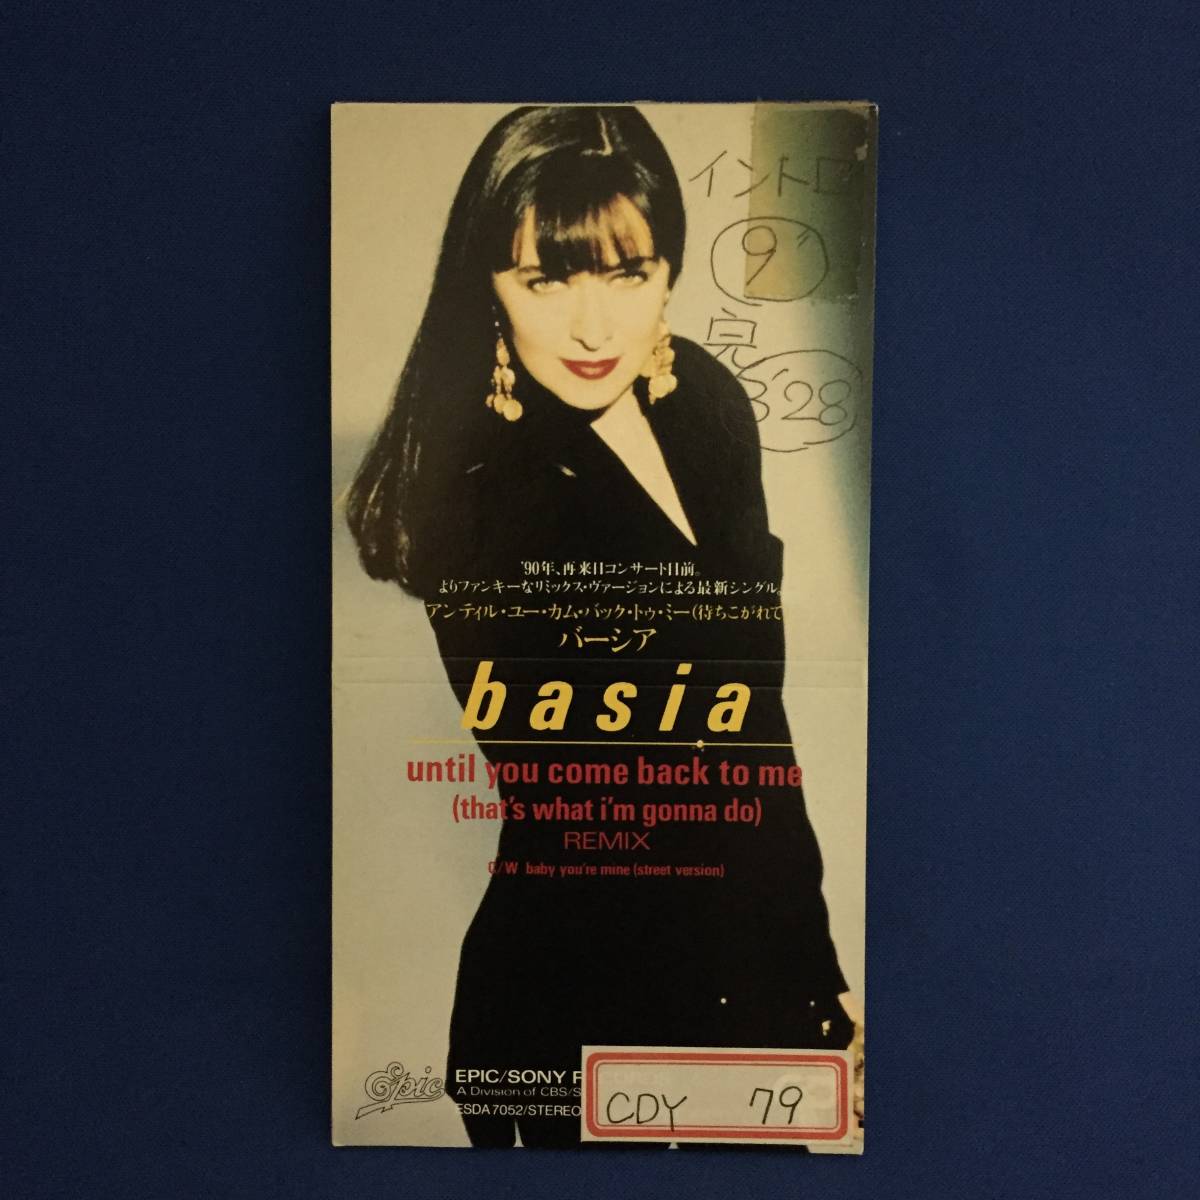 イントロ
9"
完
3'28"
'90年、再来日コンサート目前。
よりファンキーなリミックス・ヴァージョンによる最新シングル。
アンティル・ユー・カム・バック・トゥ・ミー(待ちこがれて
バーシア
basia
until you come back to me
(that's what i'm gonna do)
REMIX
C/W baby you're mine (street version)
Epic
EPIC/SONY R
A Division of CBS/S
ESDA7052/STEREO
CDY 79